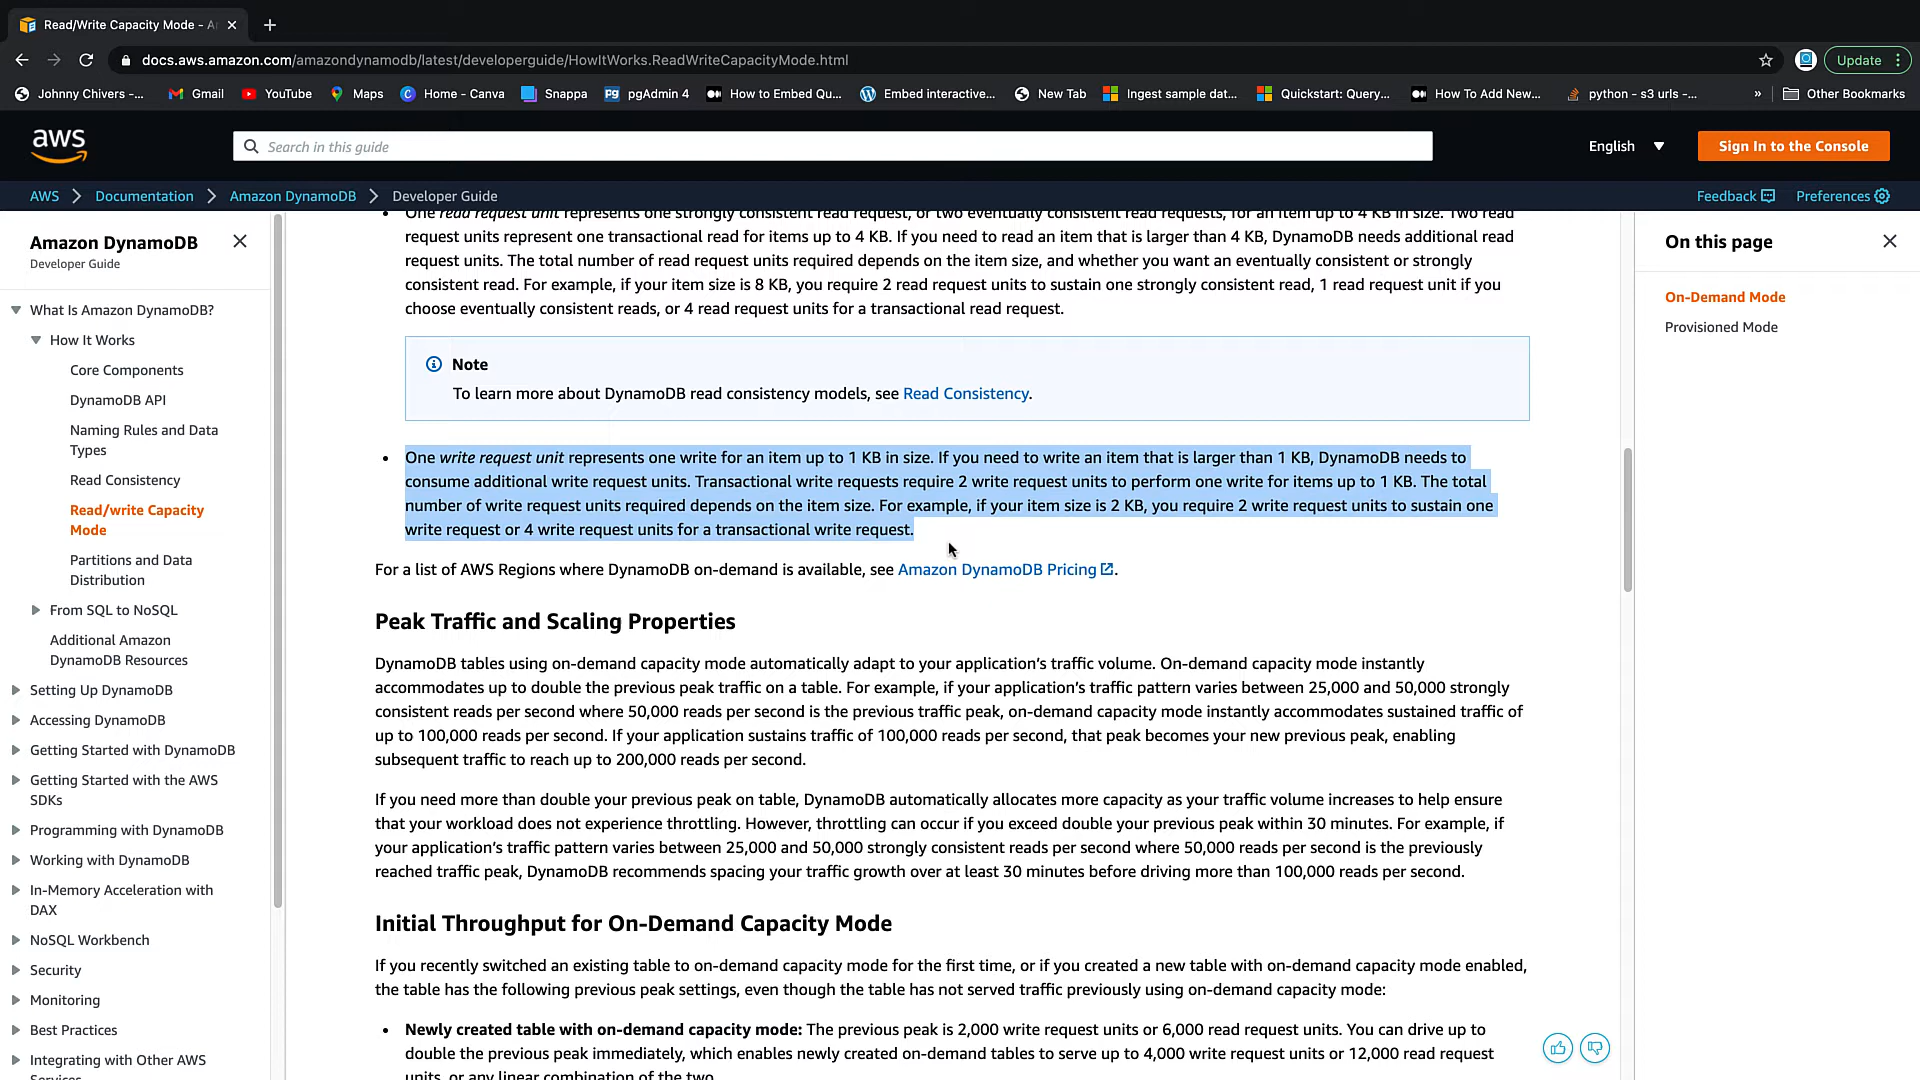 Read/Write Capacity Mode - A
docs.aws.amazon.com/amazondynamodb/latest/developerguide/HowItWorks.ReadWriteCapacityMode.html
Update
Johnny Chivers -...
Gmail
YouTube
Maps
Home - Canva
Snappa
pgAdmin 4
How to Embed Qu...
Embed interactive...
New Tab
Ingest sample dat...
Quickstart: Query...
How To Add New...
python - s3 urls -...
»
Other Bookmarks
aws
Search in this guide
English
Sign In to the Console
AWS > Documentation > Amazon DynamoDB > Developer Guide
Feedback
Preferences
Amazon DynamoDB
Developer Guide
What Is Amazon DynamoDB?
How It Works
Core Components
DynamoDB API
Naming Rules and Data
Types
Read Consistency
Read/write Capacity
Mode
Partitions and Data
Distribution
From SQL to NoSQL
Additional Amazon
DynamoDB Resources
Setting Up DynamoDB
Accessing DynamoDB
Getting Started with DynamoDB
Getting Started with the AWS
SDKs
Programming with DynamoDB
Working with DynamoDB
In-Memory Acceleration with
DAX
NoSQL Workbench
Security
Monitoring
Best Practices
Integrating with Other AWS
Services
• One read request unit represents one strongly consistent read request, or two eventually consistent read requests, for an item up to 4 KB in size. Two read
request units represent one transactional read for items up to 4 KB. If you need to read an item that is larger than 4 KB, DynamoDB needs additional read
request units. The total number of read request units required depends on the item size, and whether you want an eventually consistent or strongly
consistent read. For example, if your item size is 8 KB, you require 2 read request units to sustain one strongly consistent read, 1 read request unit if you
choose eventually consistent reads, or 4 read request units for a transactional read request.
Note
To learn more about DynamoDB read consistency models, see Read Consistency.
• One write request unit represents one write for an item up to 1 KB in size. If you need to write an item that is larger than 1 KB, DynamoDB needs to
consume additional write request units. Transactional write requests require 2 write request units to perform one write for items up to 1 KB. The total
number of write request units required depends on the item size. For example, if your item size is 2 KB, you require 2 write request units to sustain one
write request or 4 write request units for a transactional write request.
For a list of AWS Regions where DynamoDB on-demand is available, see Amazon DynamoDB Pricing.
Peak Traffic and Scaling Properties
DynamoDB tables using on-demand capacity mode automatically adapt to your application's traffic volume. On-demand capacity mode instantly
accommodates up to double the previous peak traffic on a table. For example, if your application's traffic pattern varies between 25,000 and 50,000 strongly
consistent reads per second where 50,000 reads per second is the previous traffic peak, on-demand capacity mode instantly accommodates sustained traffic of
up to 100,000 reads per second. If your application sustains traffic of 100,000 reads per second, that peak becomes your new previous peak, enabling
subsequent traffic to reach up to 200,000 reads per second.
If you need more than double your previous peak on table, DynamoDB automatically allocates more capacity as your traffic volume increases to help ensure
that your workload does not experience throttling. However, throttling can occur if you exceed double your previous peak within 30 minutes. For example, if
your application's traffic pattern varies between 25,000 and 50,000 strongly consistent reads per second where 50,000 reads per second is the previously
reached traffic peak, DynamoDB recommends spacing your traffic growth over at least 30 minutes before driving more than 100,000 reads per second.
Initial Throughput for On-Demand Capacity Mode
If you recently switched an existing table to on-demand capacity mode for the first time, or if you created a new table with on-demand capacity mode enabled,
the table has the following previous peak settings, even though the table has not served traffic previously using on-demand capacity mode:
• Newly created table with on-demand capacity mode: The previous peak is 2,000 write request units or 6,000 read request units. You can drive up to
double the previous peak immediately, which enables newly created on-demand tables to serve up to 4,000 write request units or 12,000 read request
units, or any linear combination of the two.
On this page
On-Demand Mode
Provisioned Mode